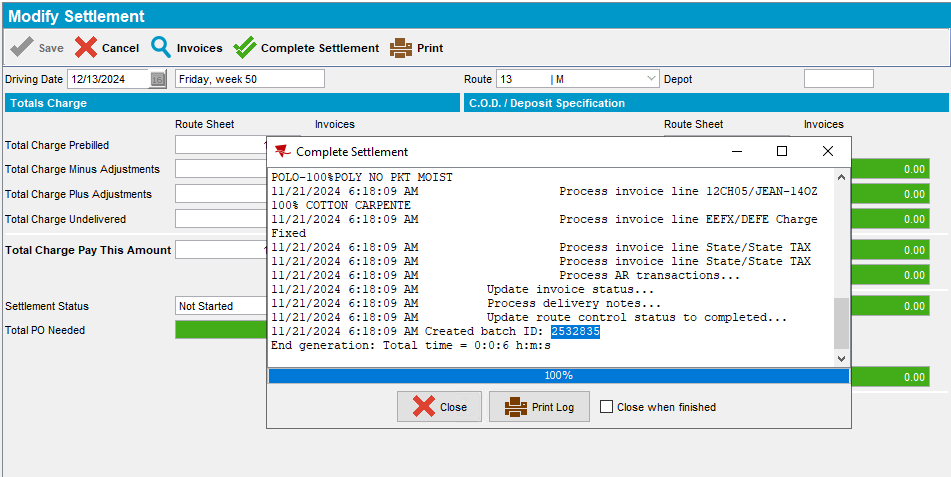 Modify Settlement
Save Cancel Invoices Complete Settlement Print
Driving Date 12/13/2024 16 Friday, week 50 Route 13 | M Depot
Totals Charge C.O.D. / Deposit Specification
Route Sheet Invoices Route Sheet Invoices
Total Charge Prebilled
Total Charge Minus Adjustments 0.00
Total Charge Plus Adjustments 0.00
Total Charge Undelivered 0.00
Total Charge Pay This Amount 0.00
0.00
Settlement Status Not Started 0.00
Total PO Needed
0.00
Complete Settlement
POLO-100%POLY NO PKT MOIST
11/21/2024 6:18:09 AM Process invoice line 12CH05/JEAN-14OZ
100% COTTON CARPENTE
11/21/2024 6:18:09 AM Process invoice line EEFX/DEFE Charge
Fixed
11/21/2024 6:18:09 AM Process invoice line State/State TAX
11/21/2024 6:18:09 AM Process invoice line State/State TAX
11/21/2024 6:18:09 AM Process AR transactions...
11/21/2024 6:18:09 AM Update invoice status...
11/21/2024 6:18:09 AM Process delivery notes...
11/21/2024 6:18:09 AM Update route control status to completed...
11/21/2024 6:18:09 AM Created batch ID: 2532835
End generation: Total time = 0:0:6 h:m:s
100%
Close Print Log Close when finished